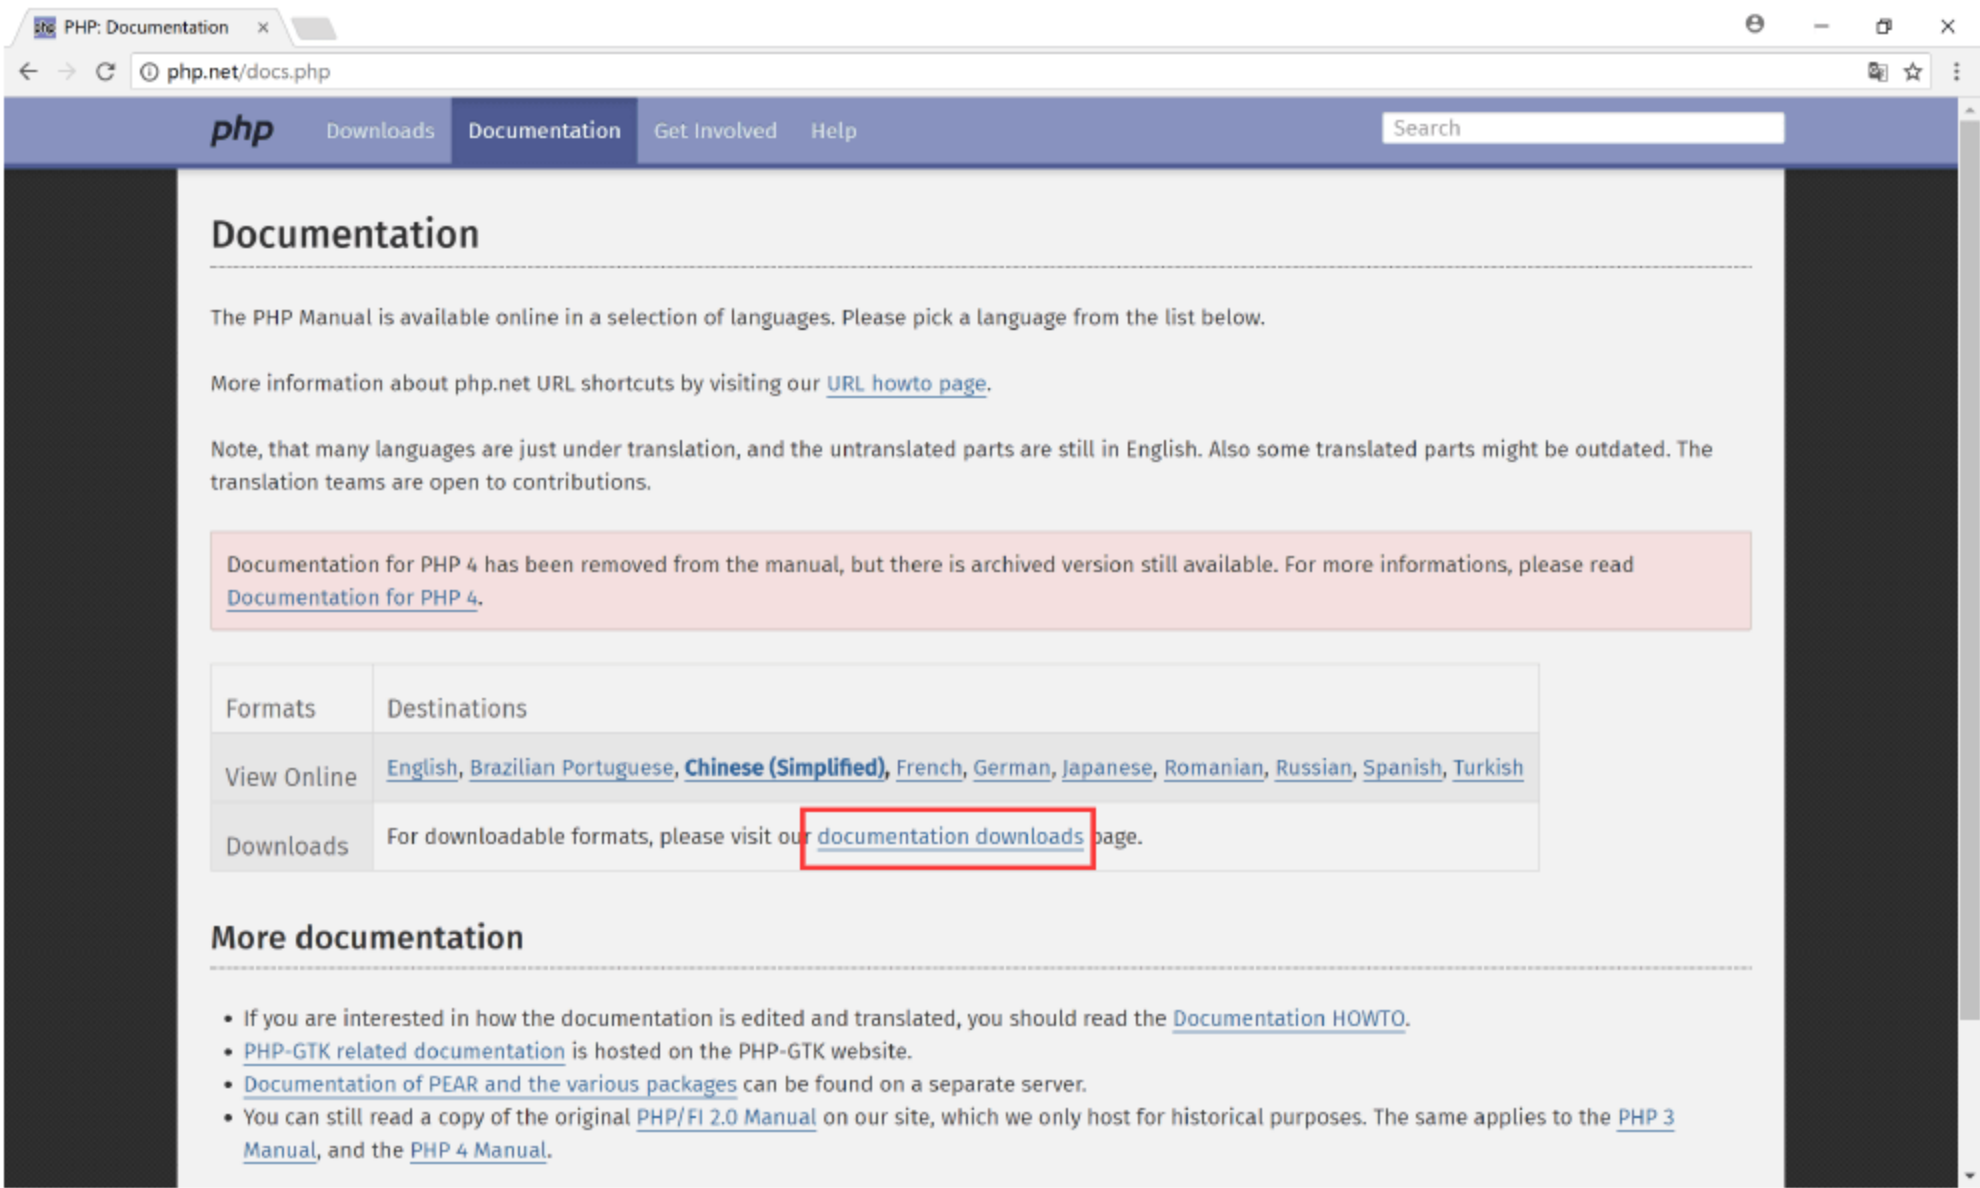 PHP: Documentation
php.net/docs.php
php Downloads Documentation Get Involved Help Search
Documentation
The PHP Manual is available online in a selection of languages. Please pick a language from the list below.
More information about php.net URL shortcuts by visiting our URL howto page.
Note, that many languages are just under translation, and the untranslated parts are still in English. Also some translated parts might be outdated. The
translation teams are open to contributions.
Documentation for PHP 4 has been removed from the manual, but there is archived version still available. For more informations, please read
Documentation for PHP 4.
Formats Destinations
View Online English, Brazilian Portuguese, Chinese (Simplified), French, German, Japanese, Romanian, Russian, Spanish, Turkish
Downloads For downloadable formats, please visit our documentation downloads page.
More documentation
• If you are interested in how the documentation is edited and translated, you should read the Documentation HOWTO.
• PHP-GTK related documentation is hosted on the PHP-GTK website.
• Documentation of PEAR and the various packages can be found on a separate server.
• You can still read a copy of the original PHP/FI 2.0 Manual on our site, which we only host for historical purposes. The same applies to the PHP 3
Manual, and the PHP 4 Manual.